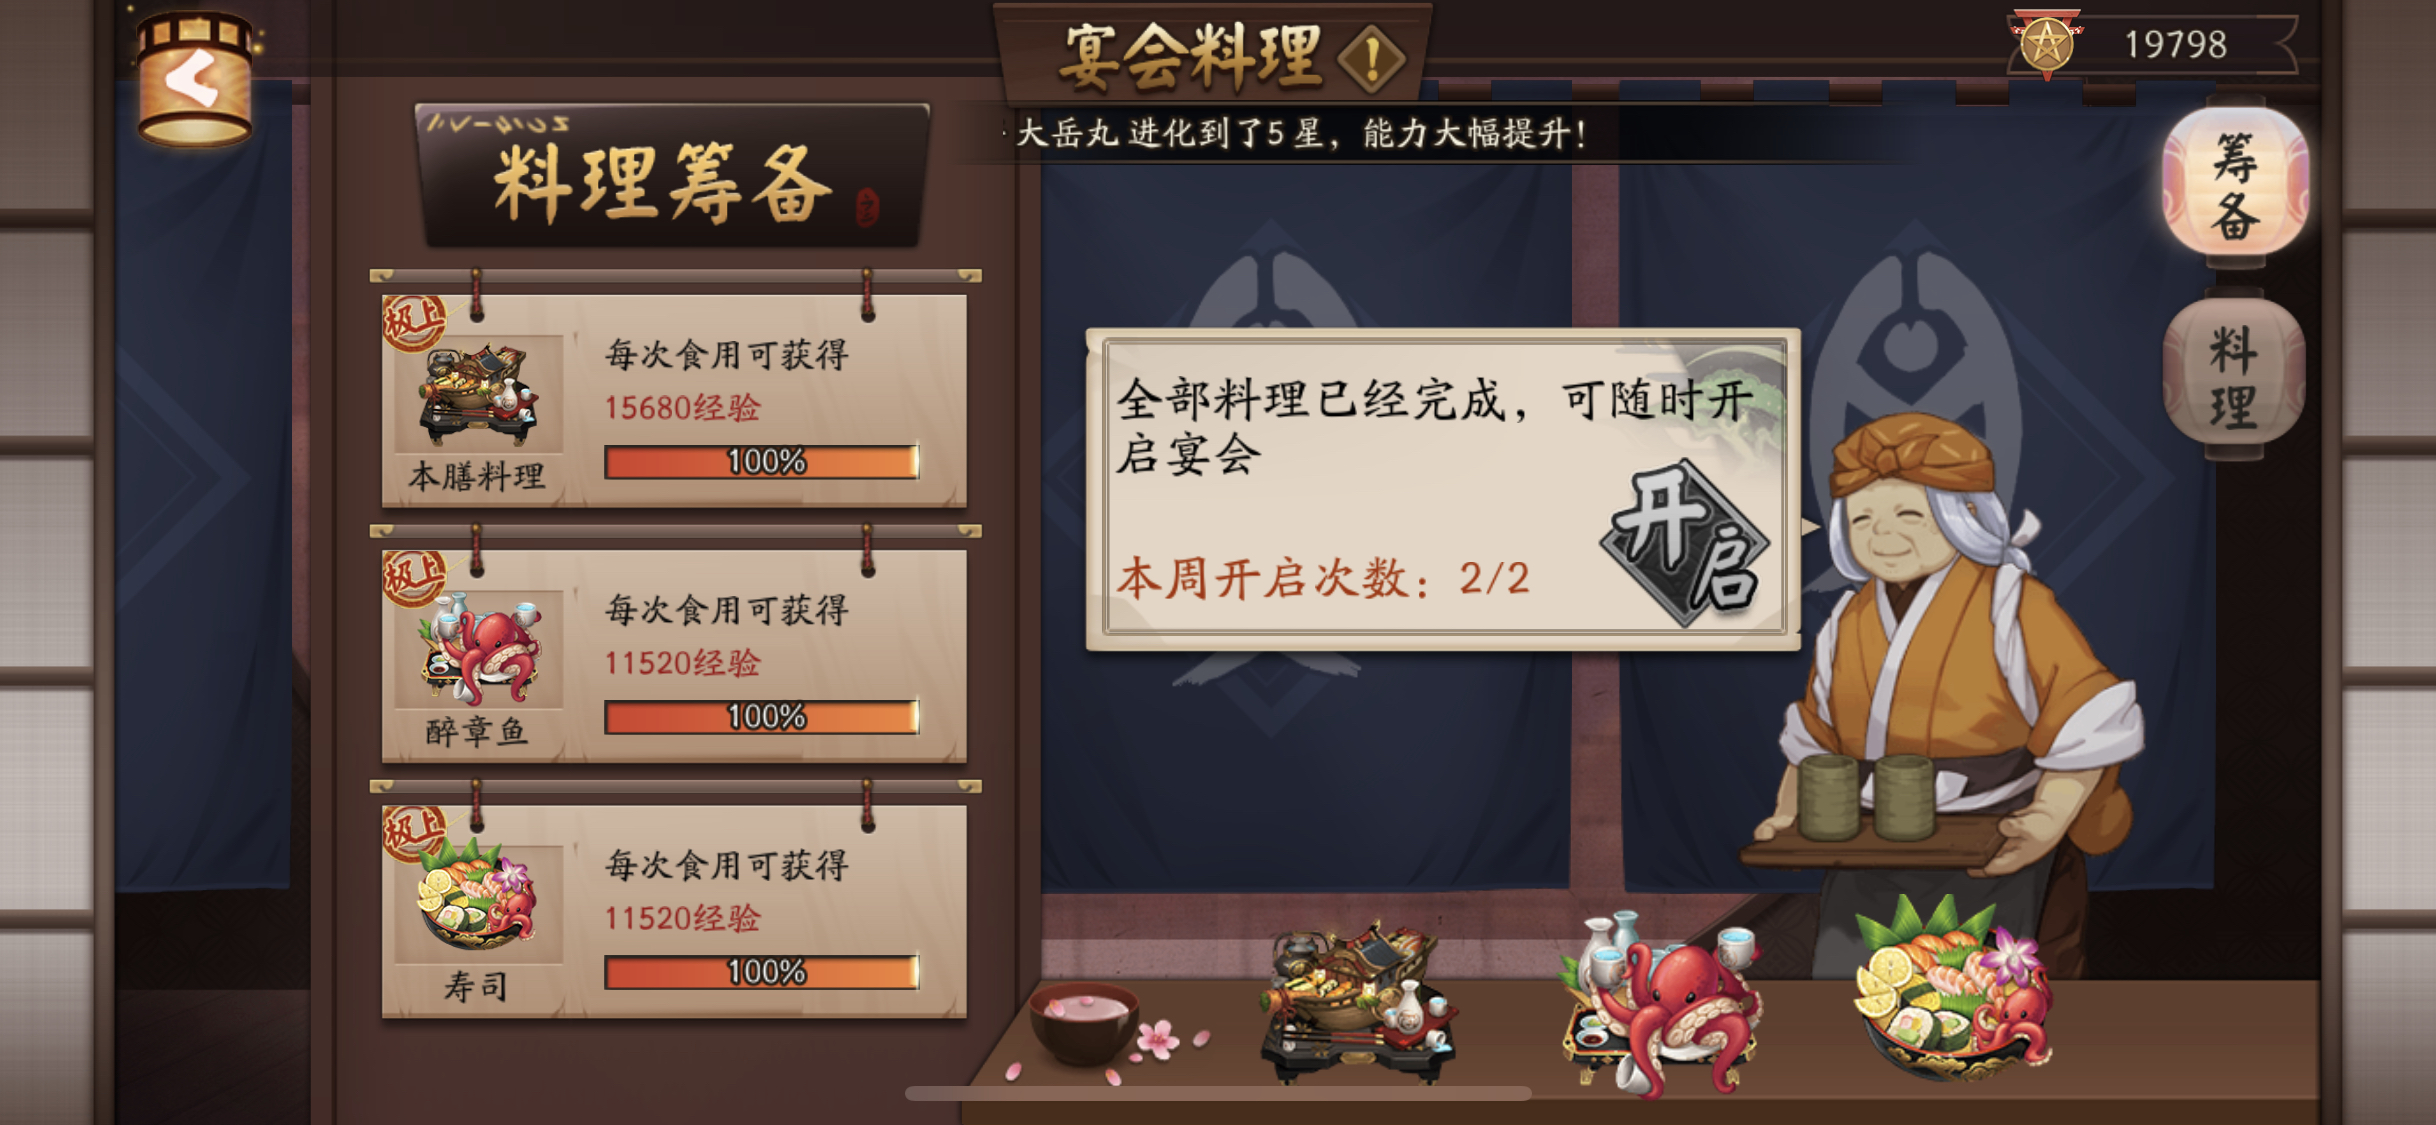 宴会料理
19798
大岳丸 进化到了5星，能力大幅提升！
料理筹备
极上
每次食用可获得
15680经验
100%
本膳料理
极上
每次食用可获得
11520经验
100%
醉章鱼
极上
每次食用可获得
11520经验
100%
寿司
全部料理已经完成，可随时开
启宴会
本周开启次数：2/2
开启
筹备
料理